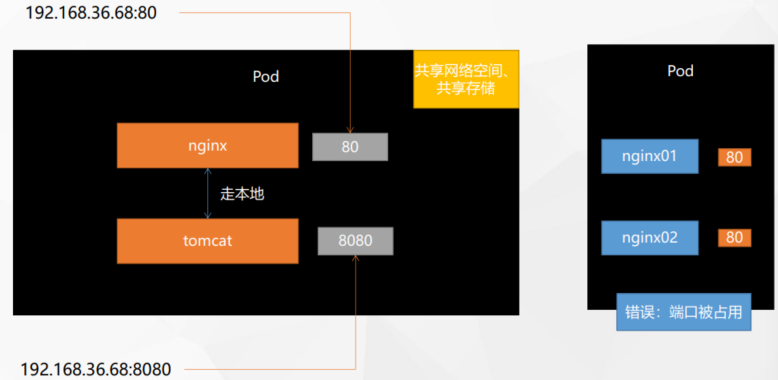 192.168.36.68:80
Pod
共享网络空间、
共享存储
nginx
80
走本地
tomcat
8080
192.168.36.68:8080
Pod
nginx01
80
nginx02
80
错误：端口被占用